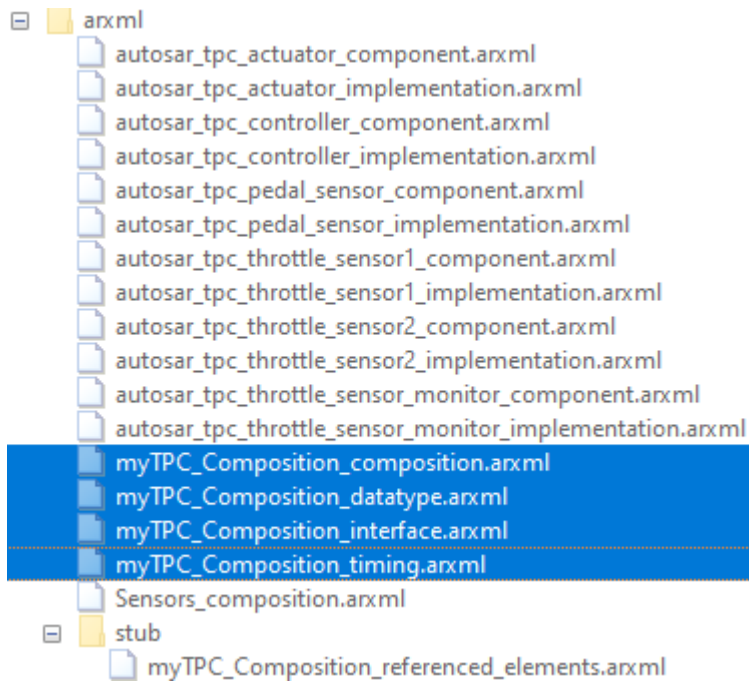 arxml
autosar_tpc_actuator_component.arxml
autosar_tpc_actuator_implementation.arxml
autosar_tpc_controller_component.arxml
autosar_tpc_controller_implementation.arxml
autosar_tpc_pedal_sensor_component.arxml
autosar_tpc_pedal_sensor_implementation.arxml
autosar_tpc_throttle_sensor1_component.arxml
autosar_tpc_throttle_sensor1_implementation.arxml
autosar_tpc_throttle_sensor2_component.arxml
autosar_tpc_throttle_sensor2_implementation.arxml
autosar_tpc_throttle_sensor_monitor_component.arxml
autosar_tpc_throttle_sensor_monitor_implementation.arxml
myTPC_Composition_composition.arxml
myTPC_Composition_datatype.arxml
myTPC_Composition_interface.arxml
myTPC_Composition_timing.arxml
Sensors_composition.arxml
stub
myTPC_Composition_referenced_elements.arxml